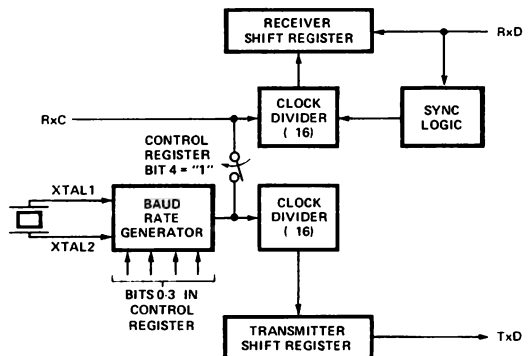 RECEIVER
SHIFT REGISTER
RxD
RxC
CLOCK
DIVIDER
( 16)
SYNC
LOGIC
CONTROL
REGISTER
BIT 4 = "1"
XTAL1
XTAL2
BAUD
RATE
GENERATOR
CLOCK
DIVIDER
( 16)
BITS 0-3 IN
CONTROL
REGISTER
TRANSMITTER
SHIFT REGISTER
TxD